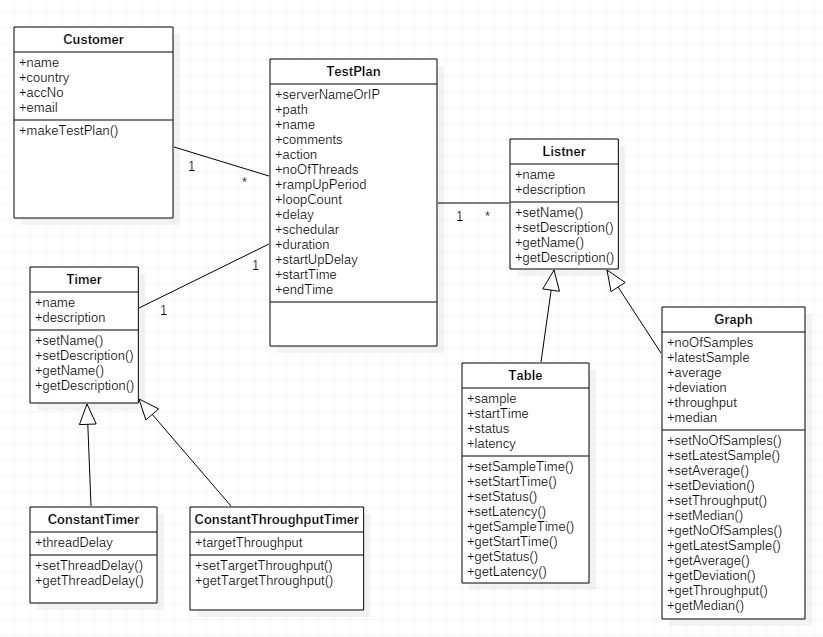 Customer
+name
+country
+accNo
+email
+makeTestPlan()
1
*
TestPlan
+serverNameOrIP
+path
+name
+comments
+action
+noOfThreads
+rampUpPeriod
+loopCount
+delay
+schedular
+duration
+startUpDelay
+startTime
+endTime
1
*
Listner
+name
+description
+setName()
+setDescription()
+getName()
+getDescription()
Timer
+name
+description
+setName()
+setDescription()
+getName()
+getDescription()
1
1
Graph
+noOfSamples
+latestSample
+average
+deviation
+throughput
+median
+setNoOfSamples()
+setLatestSample()
+setAverage()
+setDeviation()
+setThroughput()
+setMedian()
+getNoOfSamples()
+getLatestSample()
+getAverage()
+getDeviation()
+getThroughput()
+getMedian()
Table
+sample
+startTime
+status
+latency
+setSampleTime()
+setStartTime()
+setStatus()
+setLatency()
+getSampleTime()
+getStartTime()
+getStatus()
+getLatency()
ConstantTimer
+threadDelay
+setThreadDelay()
+getThreadDelay()
ConstantThroughputTimer
+targetThroughput
+setTargetThroughput()
+getTargetThroughput()